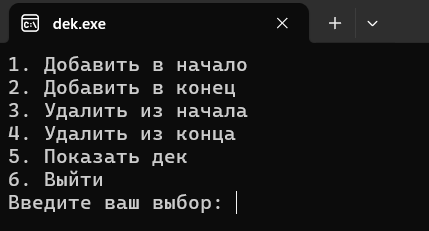 dek.exe
1. Добавить в начало
2. Добавить в конец
3. Удалить из начала
4. Удалить из конца
5. Показать дек
6. Выйти
Введите ваш выбор: